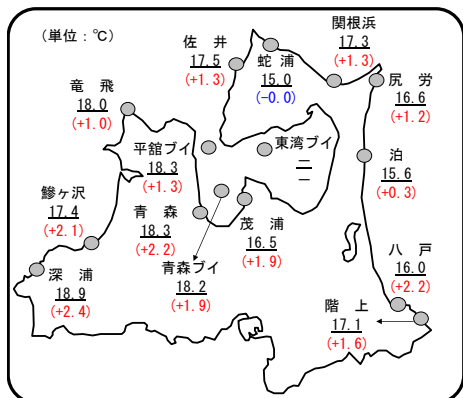 (単位：℃)
関根浜
17.3
(+1.3)
佐井
17.5
(+1.3)
蛇浦
15.0
(-0.0)
尻労
16.6
(+1.2)
竜飛
18.0
(+1.0)
平舘ブイ
18.3
(+1.3)
東湾ブイ
—
—
泊
15.6
(+0.3)
鰺ヶ沢
17.4
(+2.1)
青森
18.3
(+2.2)
茂浦
16.5
(+1.9)
八戸
16.0
(+2.2)
深浦
18.9
(+2.4)
青森ブイ
18.2
(+1.9)
階上
17.1
(+1.6)